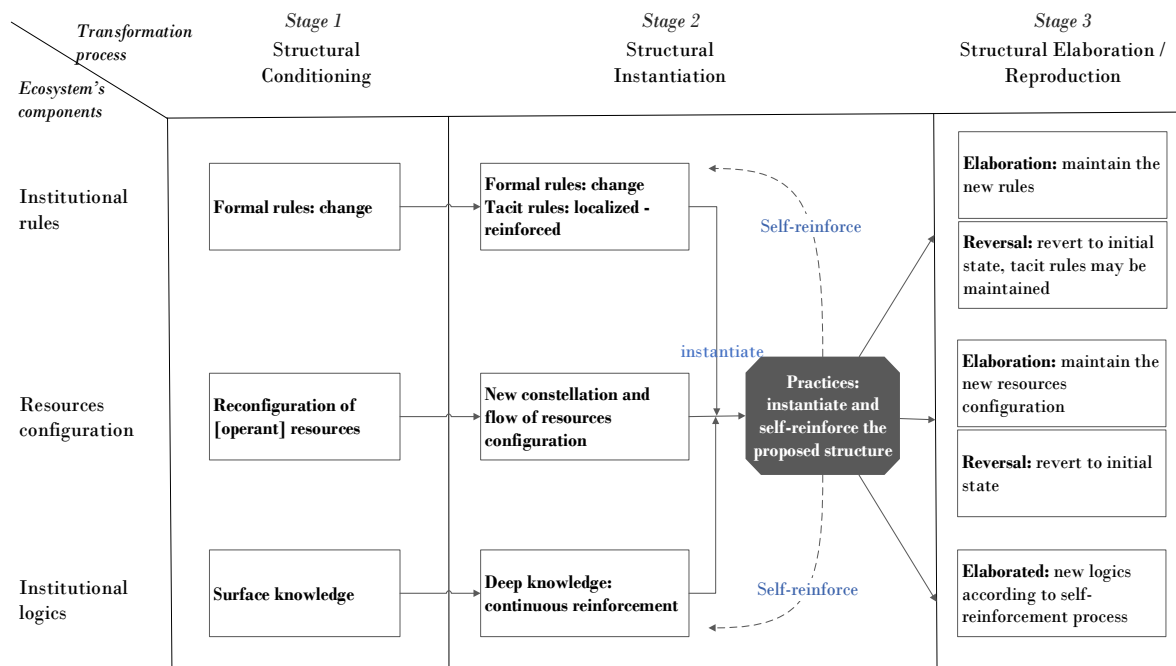 Transformation
process
Ecosystem's
components
Stage 1
Structural
Conditioning
Stage 2
Structural
Instantiation
Stage 3
Structural Elaboration /
Reproduction
Institutional
rules
Formal rules: change
Formal rules: change
Tacit rules: localized -
reinforced
Self-reinforce
Elaboration: maintain the
new rules
Reversal: revert to initial
state, tacit rules may be
maintained
Resources
configuration
Reconfiguration of
[operant] resources
New constellation and
flow of resources
configuration
instantiate
Practices:
instantiate and
self-reinforce the
proposed structure
Elaboration: maintain the
new resources
configuration
Reversal: revert to initial
state
Institutional
logics
Surface knowledge
Deep knowledge:
continuous reinforcement
Self-reinforce
Elaborated: new logics
according to self-
reinforcement process